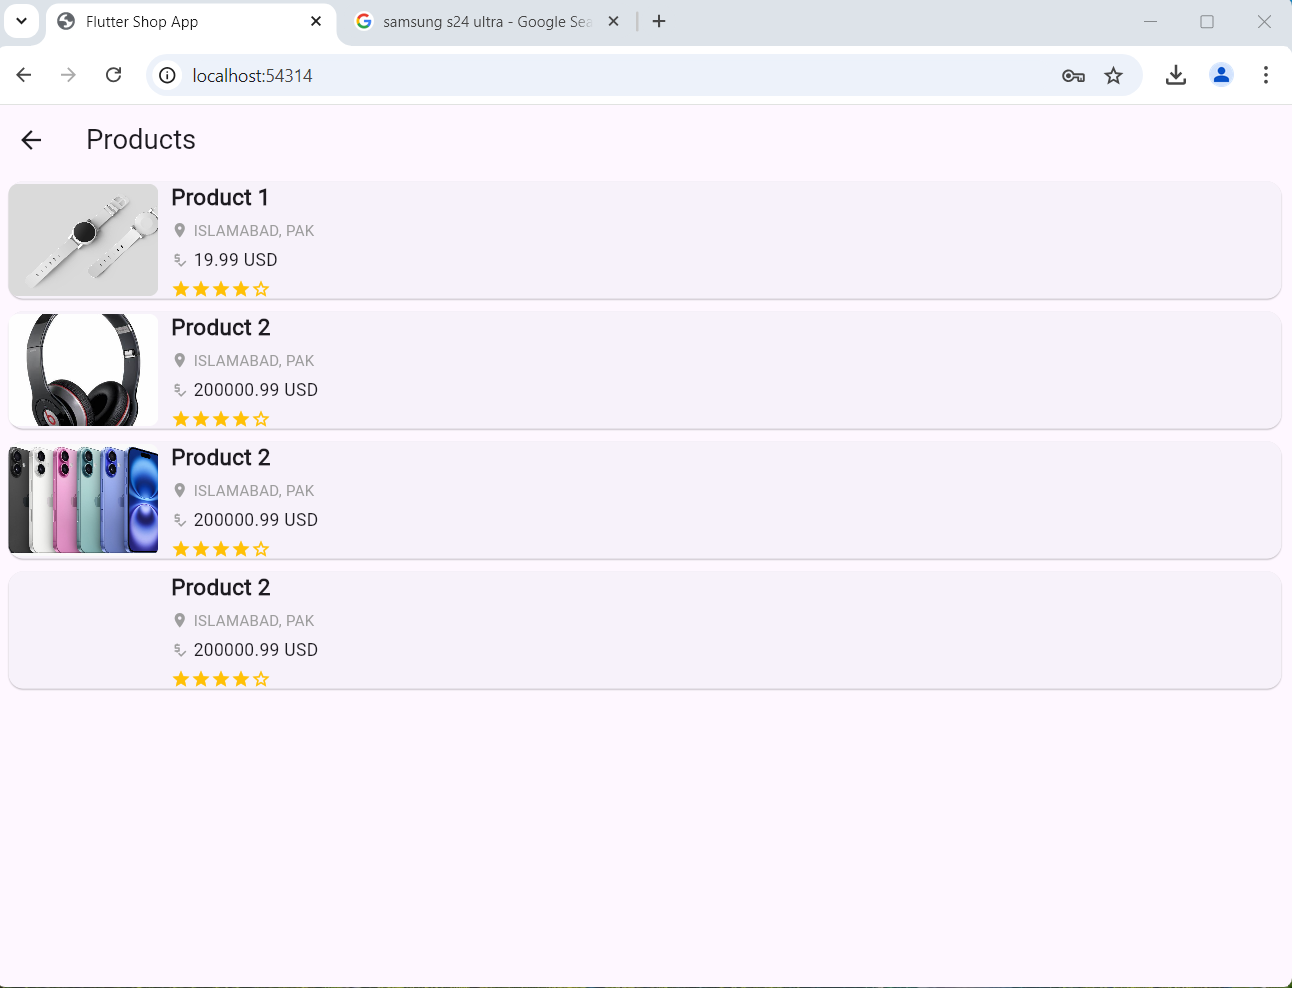 Flutter Shop App
samsung s24 ultra - Google Sea
localhost:54314
Products
Product 1
ISLAMABAD, PAK
19.99 USD
Product 2
ISLAMABAD, PAK
200000.99 USD
Product 2
ISLAMABAD, PAK
200000.99 USD
Product 2
ISLAMABAD, PAK
200000.99 USD